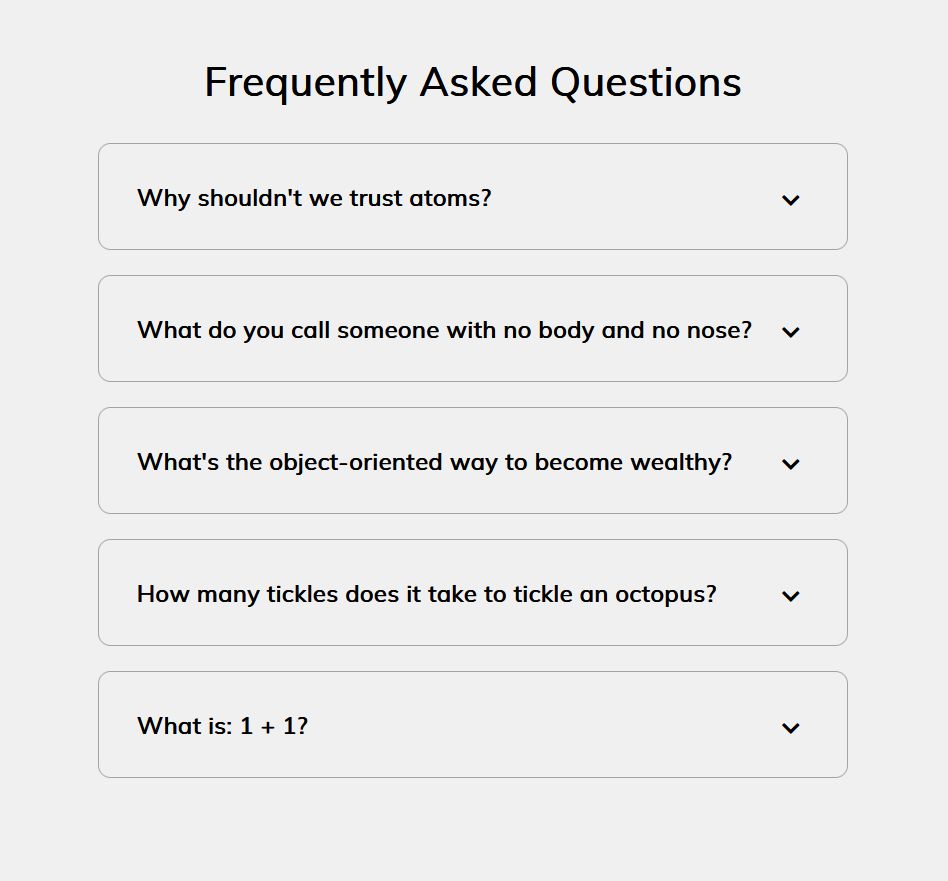 Frequently Asked Questions
Why shouldn't we trust atoms?
What do you call someone with no body and no nose?
What's the object-oriented way to become wealthy?
How many tickles does it take to tickle an octopus?
What is: 1 + 1?